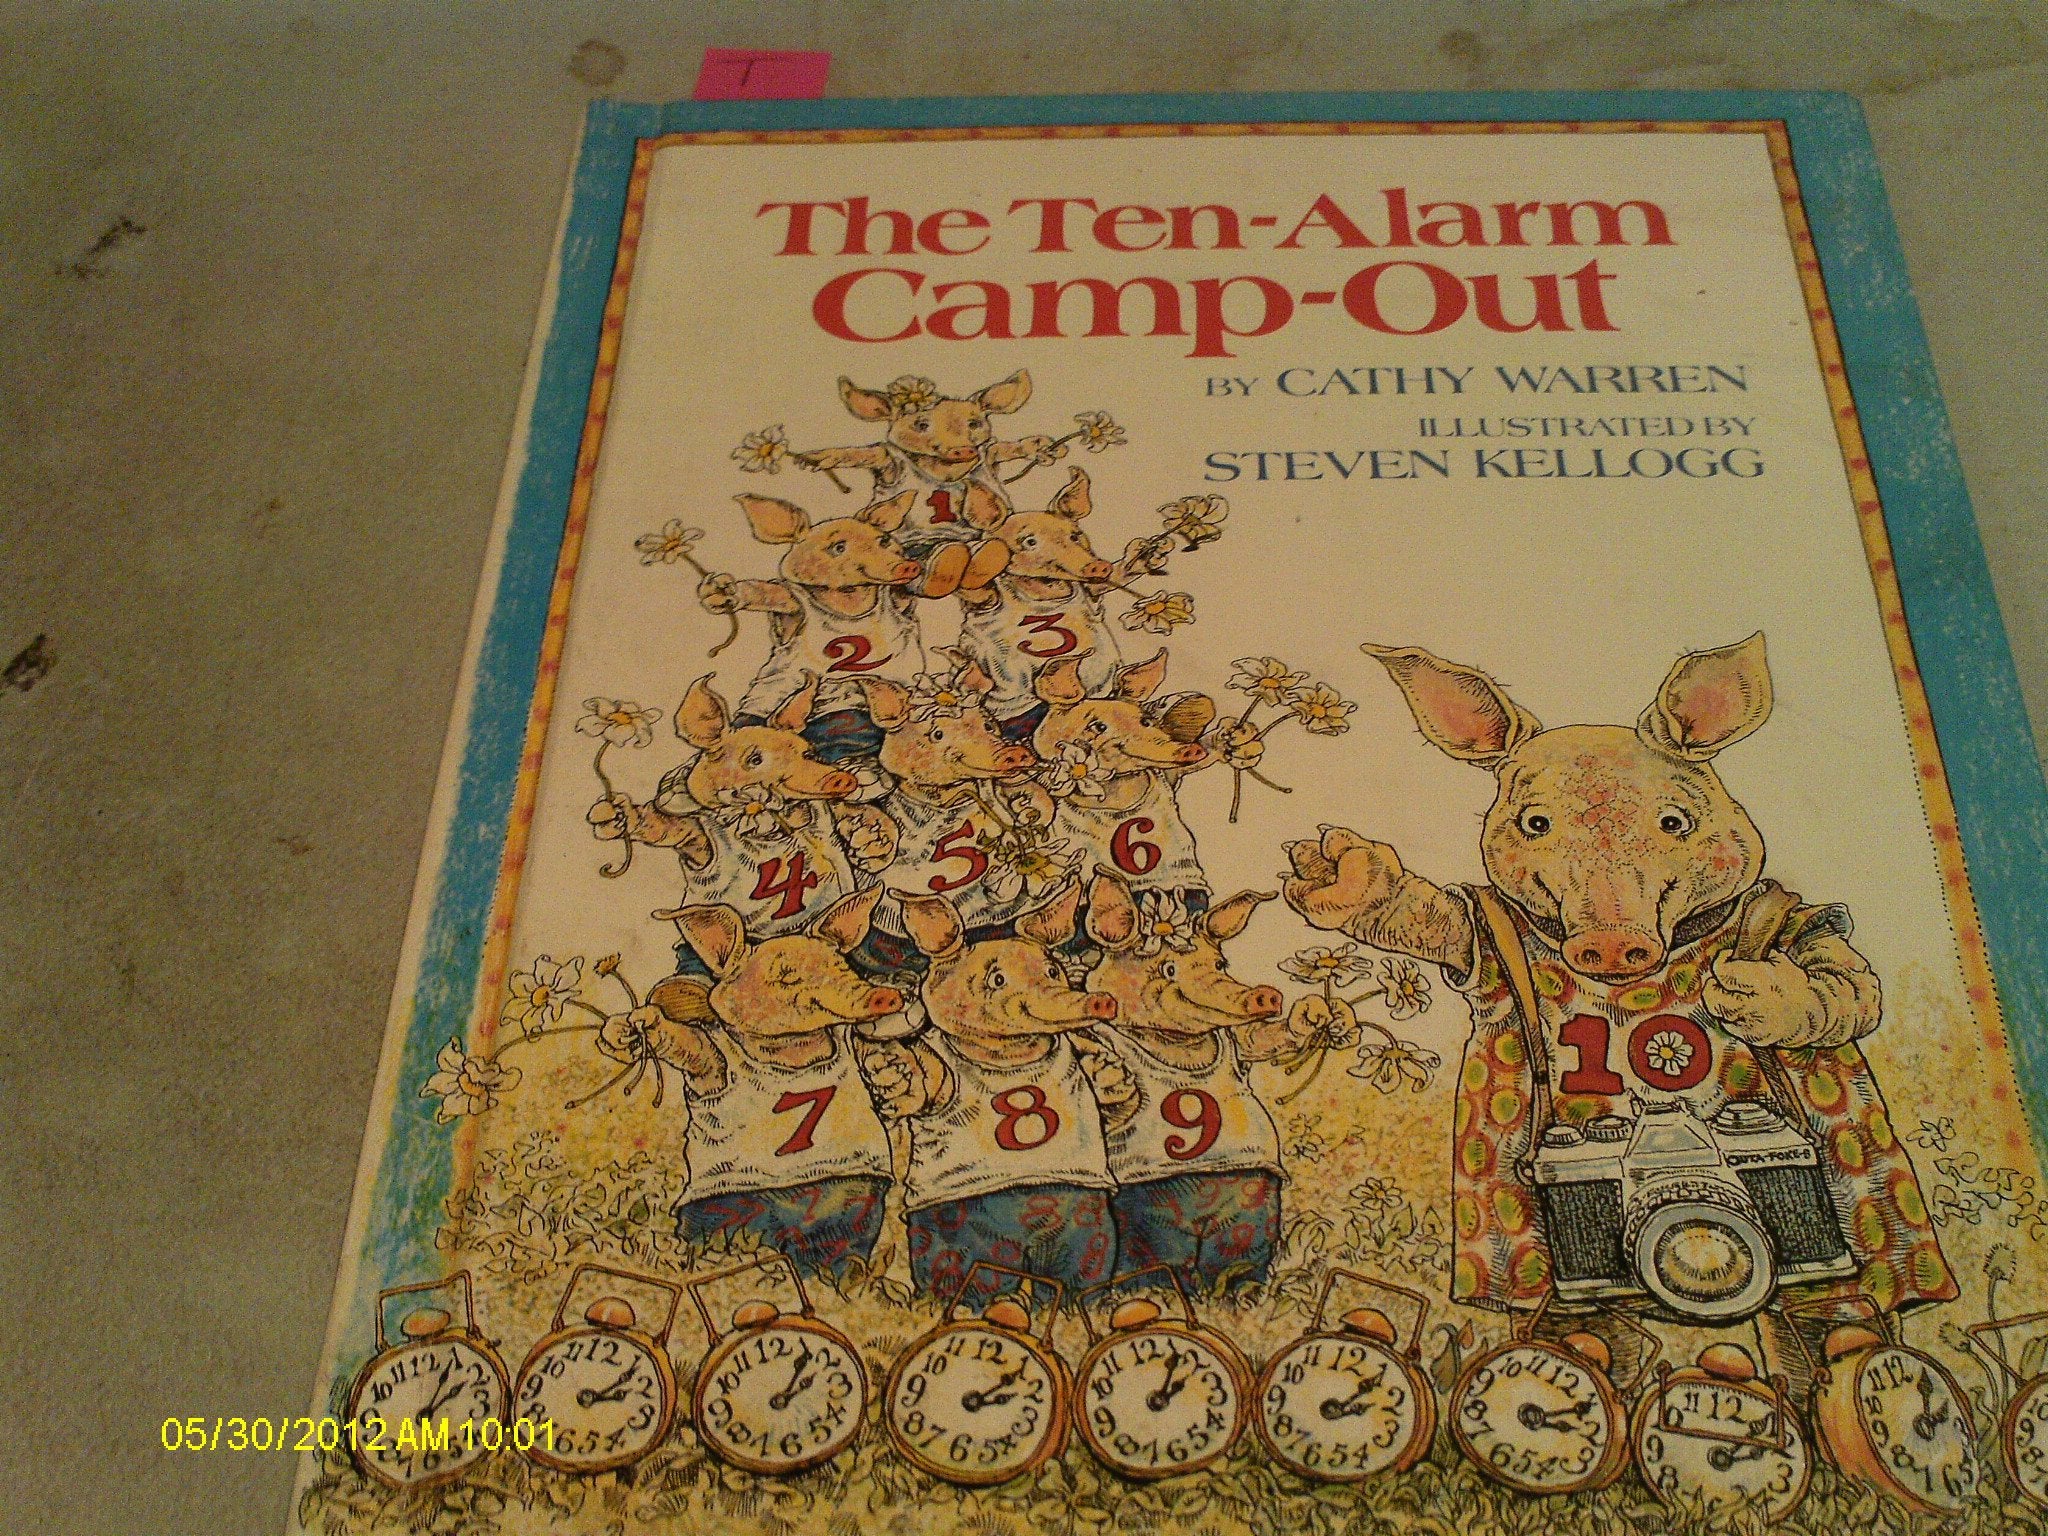 T
The Ten-Alarm
Camp-Out
BY CATHY WARREN
ILLUSTRATED BY
STEVEN KELLOGG
1
2
3
4
5
6
7
8
9
10
05/30/2012 AM 10:01